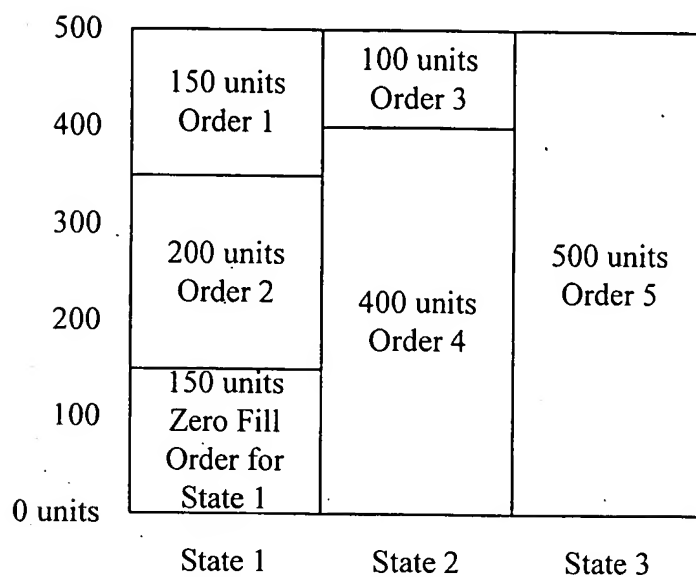 500
400
300
200
100
0 units
150 units
Order 1
200 units
Order 2
150 units
Zero Fill
Order for
State 1
100 units
Order 3
400 units
Order 4
500 units
Order 5
State 1
State 2
State 3